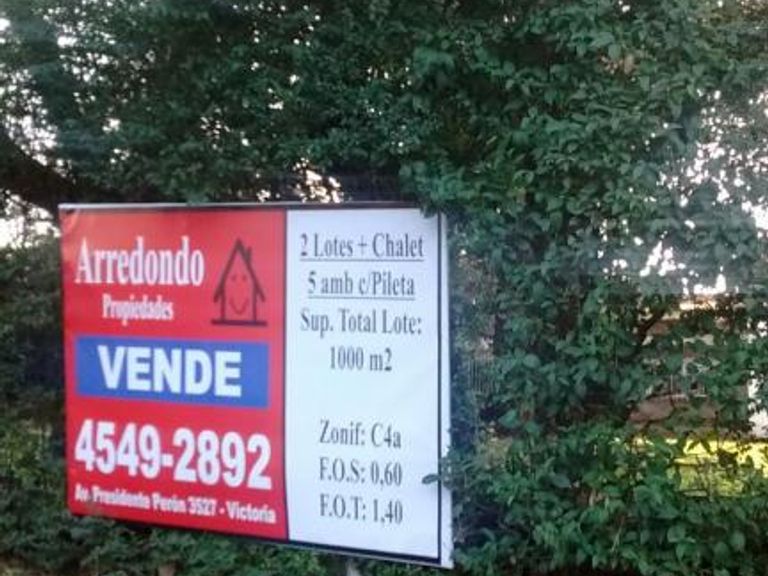 Arredondo
Propiedades
VENDE
4549-2892
Av. Presidente Perón 3527 - Victoria
2 Lotes + Chalet
5 amb c/Pileta
Sup. Total Lote:
1000 m2
Zonif: C4a
F.O.S: 0,60
F.O.T: 1,40